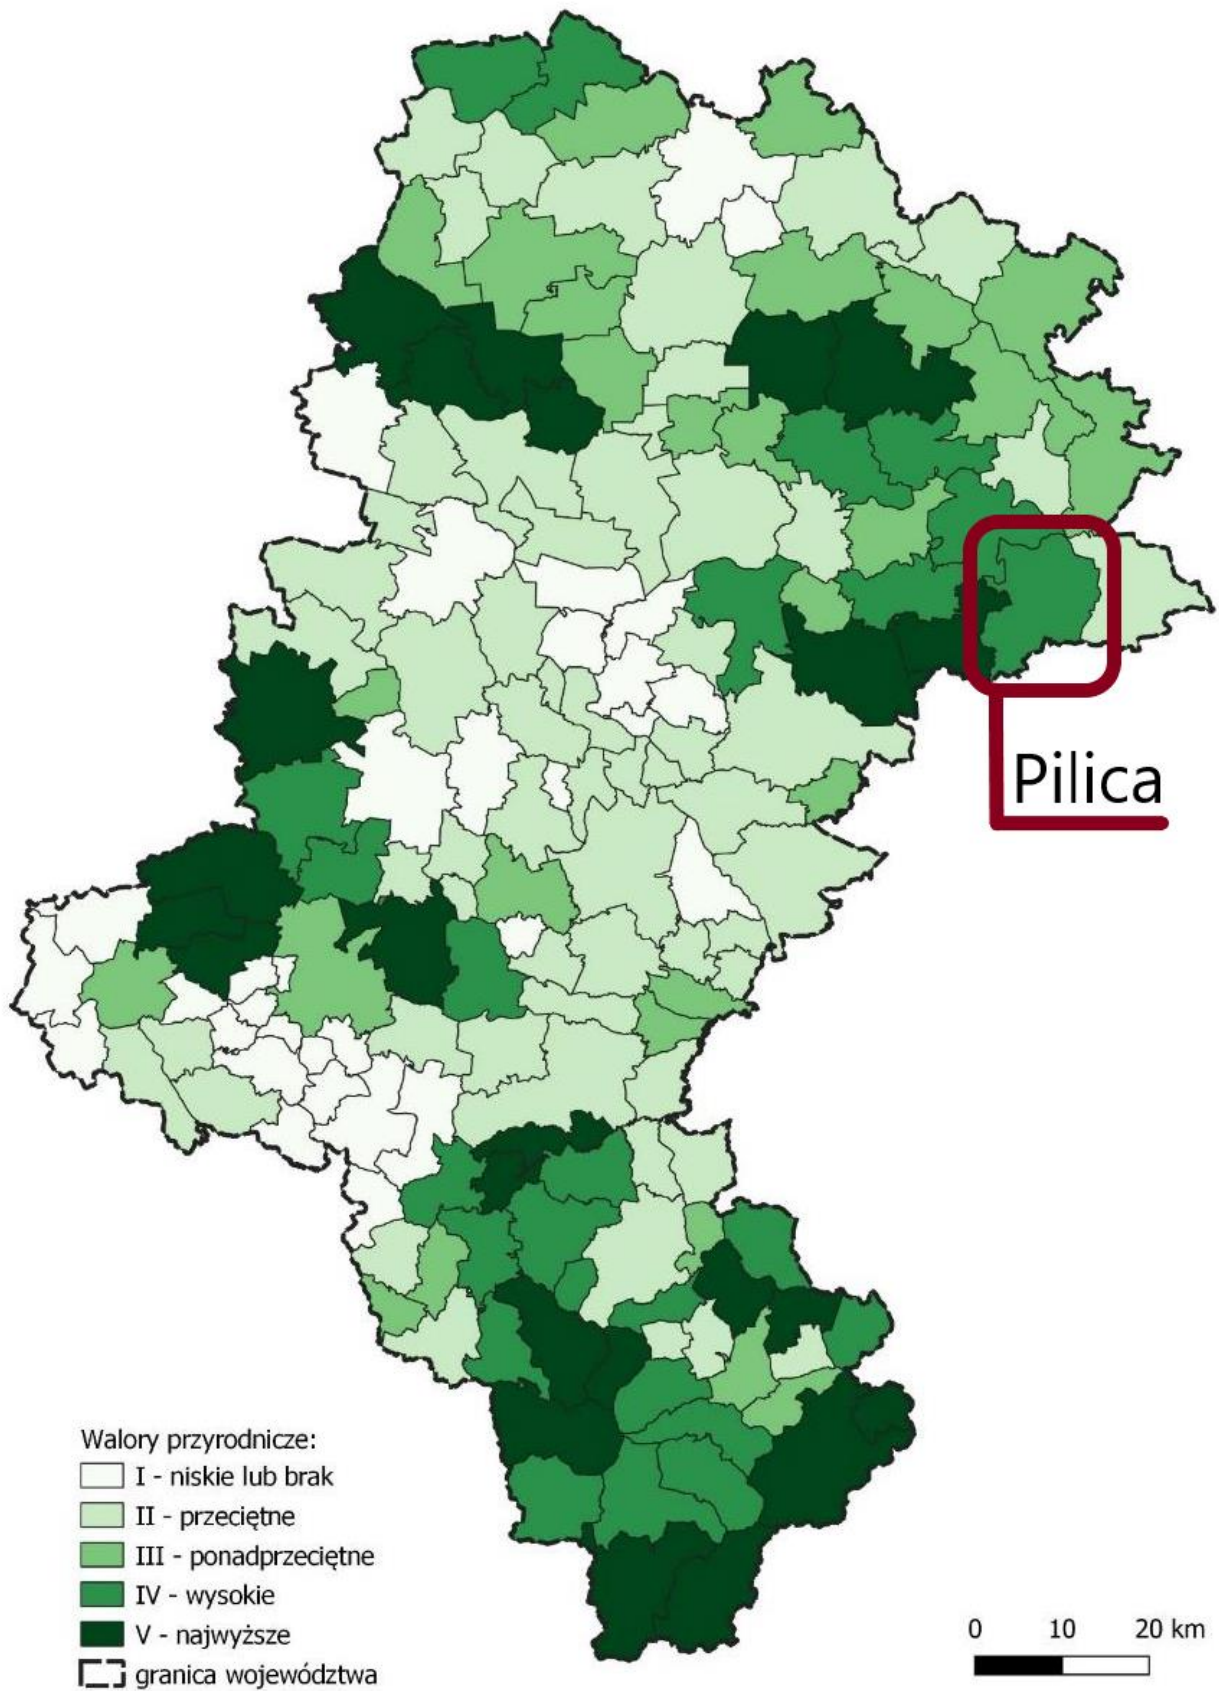 Pilica
Walory przyrodnicze:
I - niskie lub brak
II - przeciętne
III - ponadprzeciętne
IV - wysokie
V - najwyższe
granica województwa
0 10 20 km